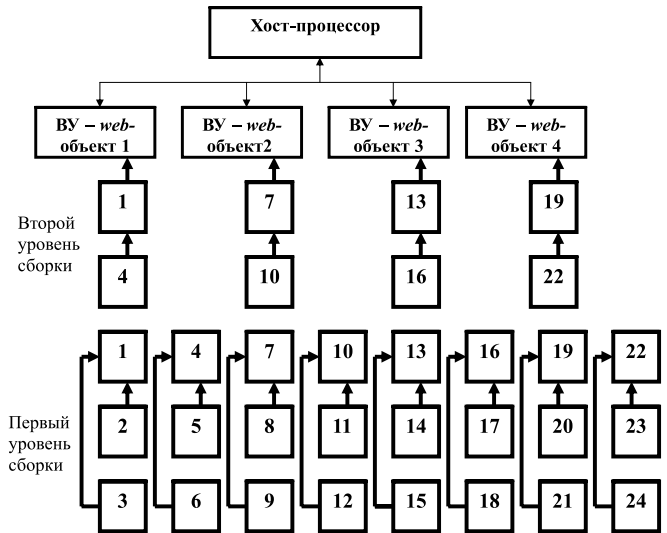 Хост-процессор
ВУ – web-
объект 1
ВУ – web-
объект2
ВУ – web-
объект 3
ВУ – web-
объект 4
1
7
13
19
Второй
уровень
сборки
4
10
16
22
1
4
7
10
13
16
19
22
Первый
уровень
сборки
2
5
8
11
14
17
20
23
3
6
9
12
15
18
21
24